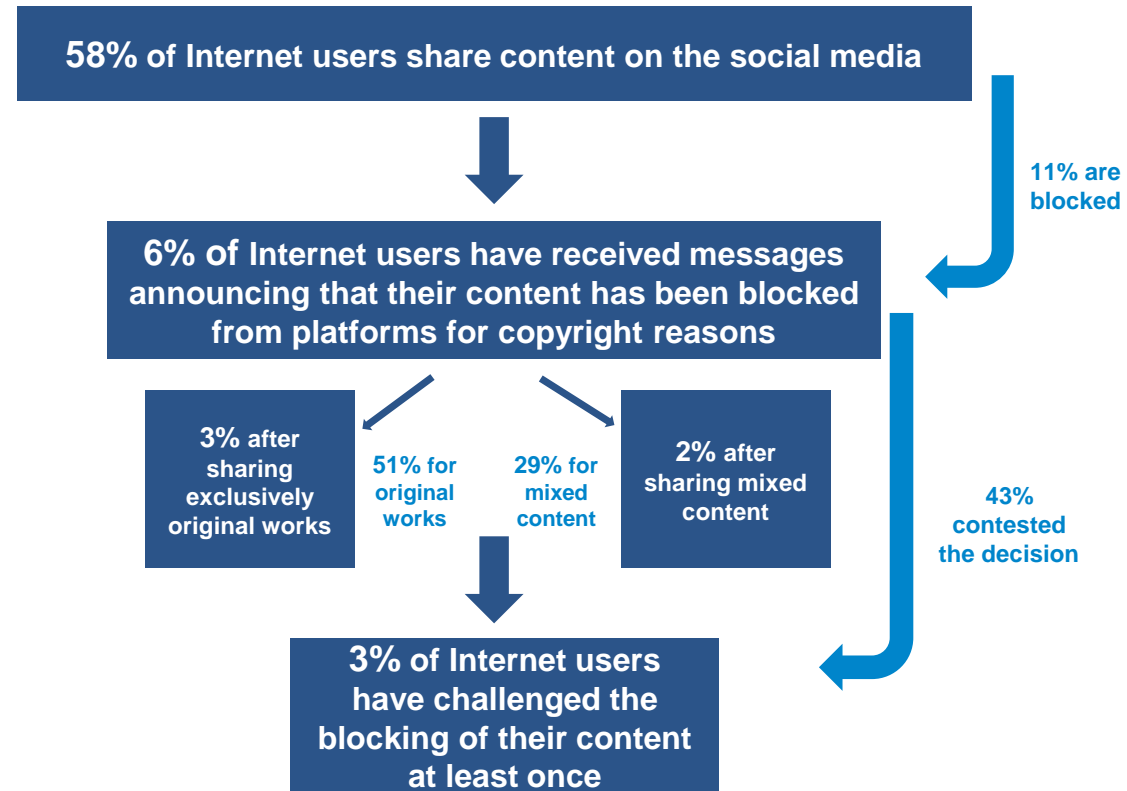 58% of Internet users share content on the social media
11% are
blocked
6% of Internet users have received messages
announcing that their content has been blocked
from platforms for copyright reasons
3% after
sharing
exclusively
original works
51% for
original
works
29% for
mixed
content
2% after
sharing mixed
content
43%
contested
the decision
3% of Internet users
have challenged the
blocking of their content
at least once